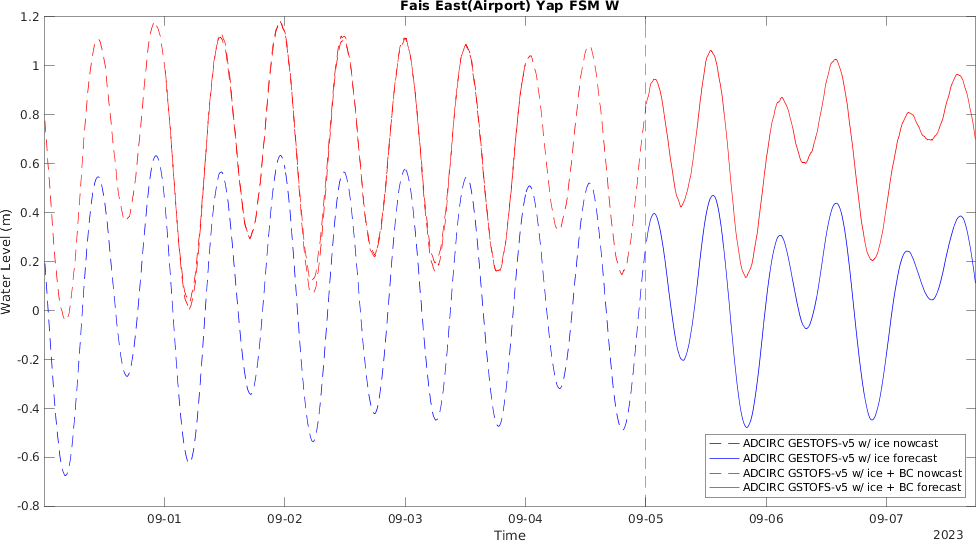 Fais East(Airport) Yap FSM W
1.2
1
0.8
0.6
0.4
0.2
0
-0.2
-0.4
-0.6
-0.8
Water Level (m)
ADCIRC GESTOFS-v5 w/ ice nowcast
ADCIRC GESTOFS-v5 w/ ice forecast
ADCIRC GSTOFS-v5 w/ ice + BC nowcast
ADCIRC GSTOFS-v5 w/ ice + BC forecast
09-01 09-02 09-03 09-04 09-05 09-06 09-07
Time
2023